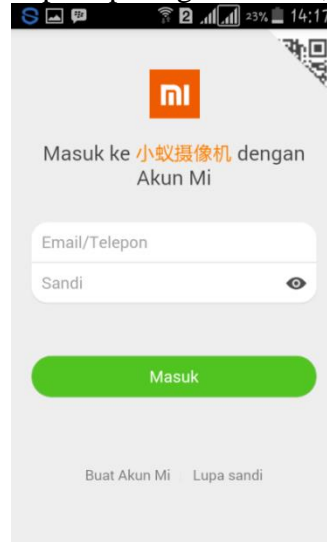 2 23% 14:17
Masuk ke 小蚁摄像机 dengan
Akun Mi
Email/Telepon
Sandi
Masuk
Buat Akun Mi Lupa sandi